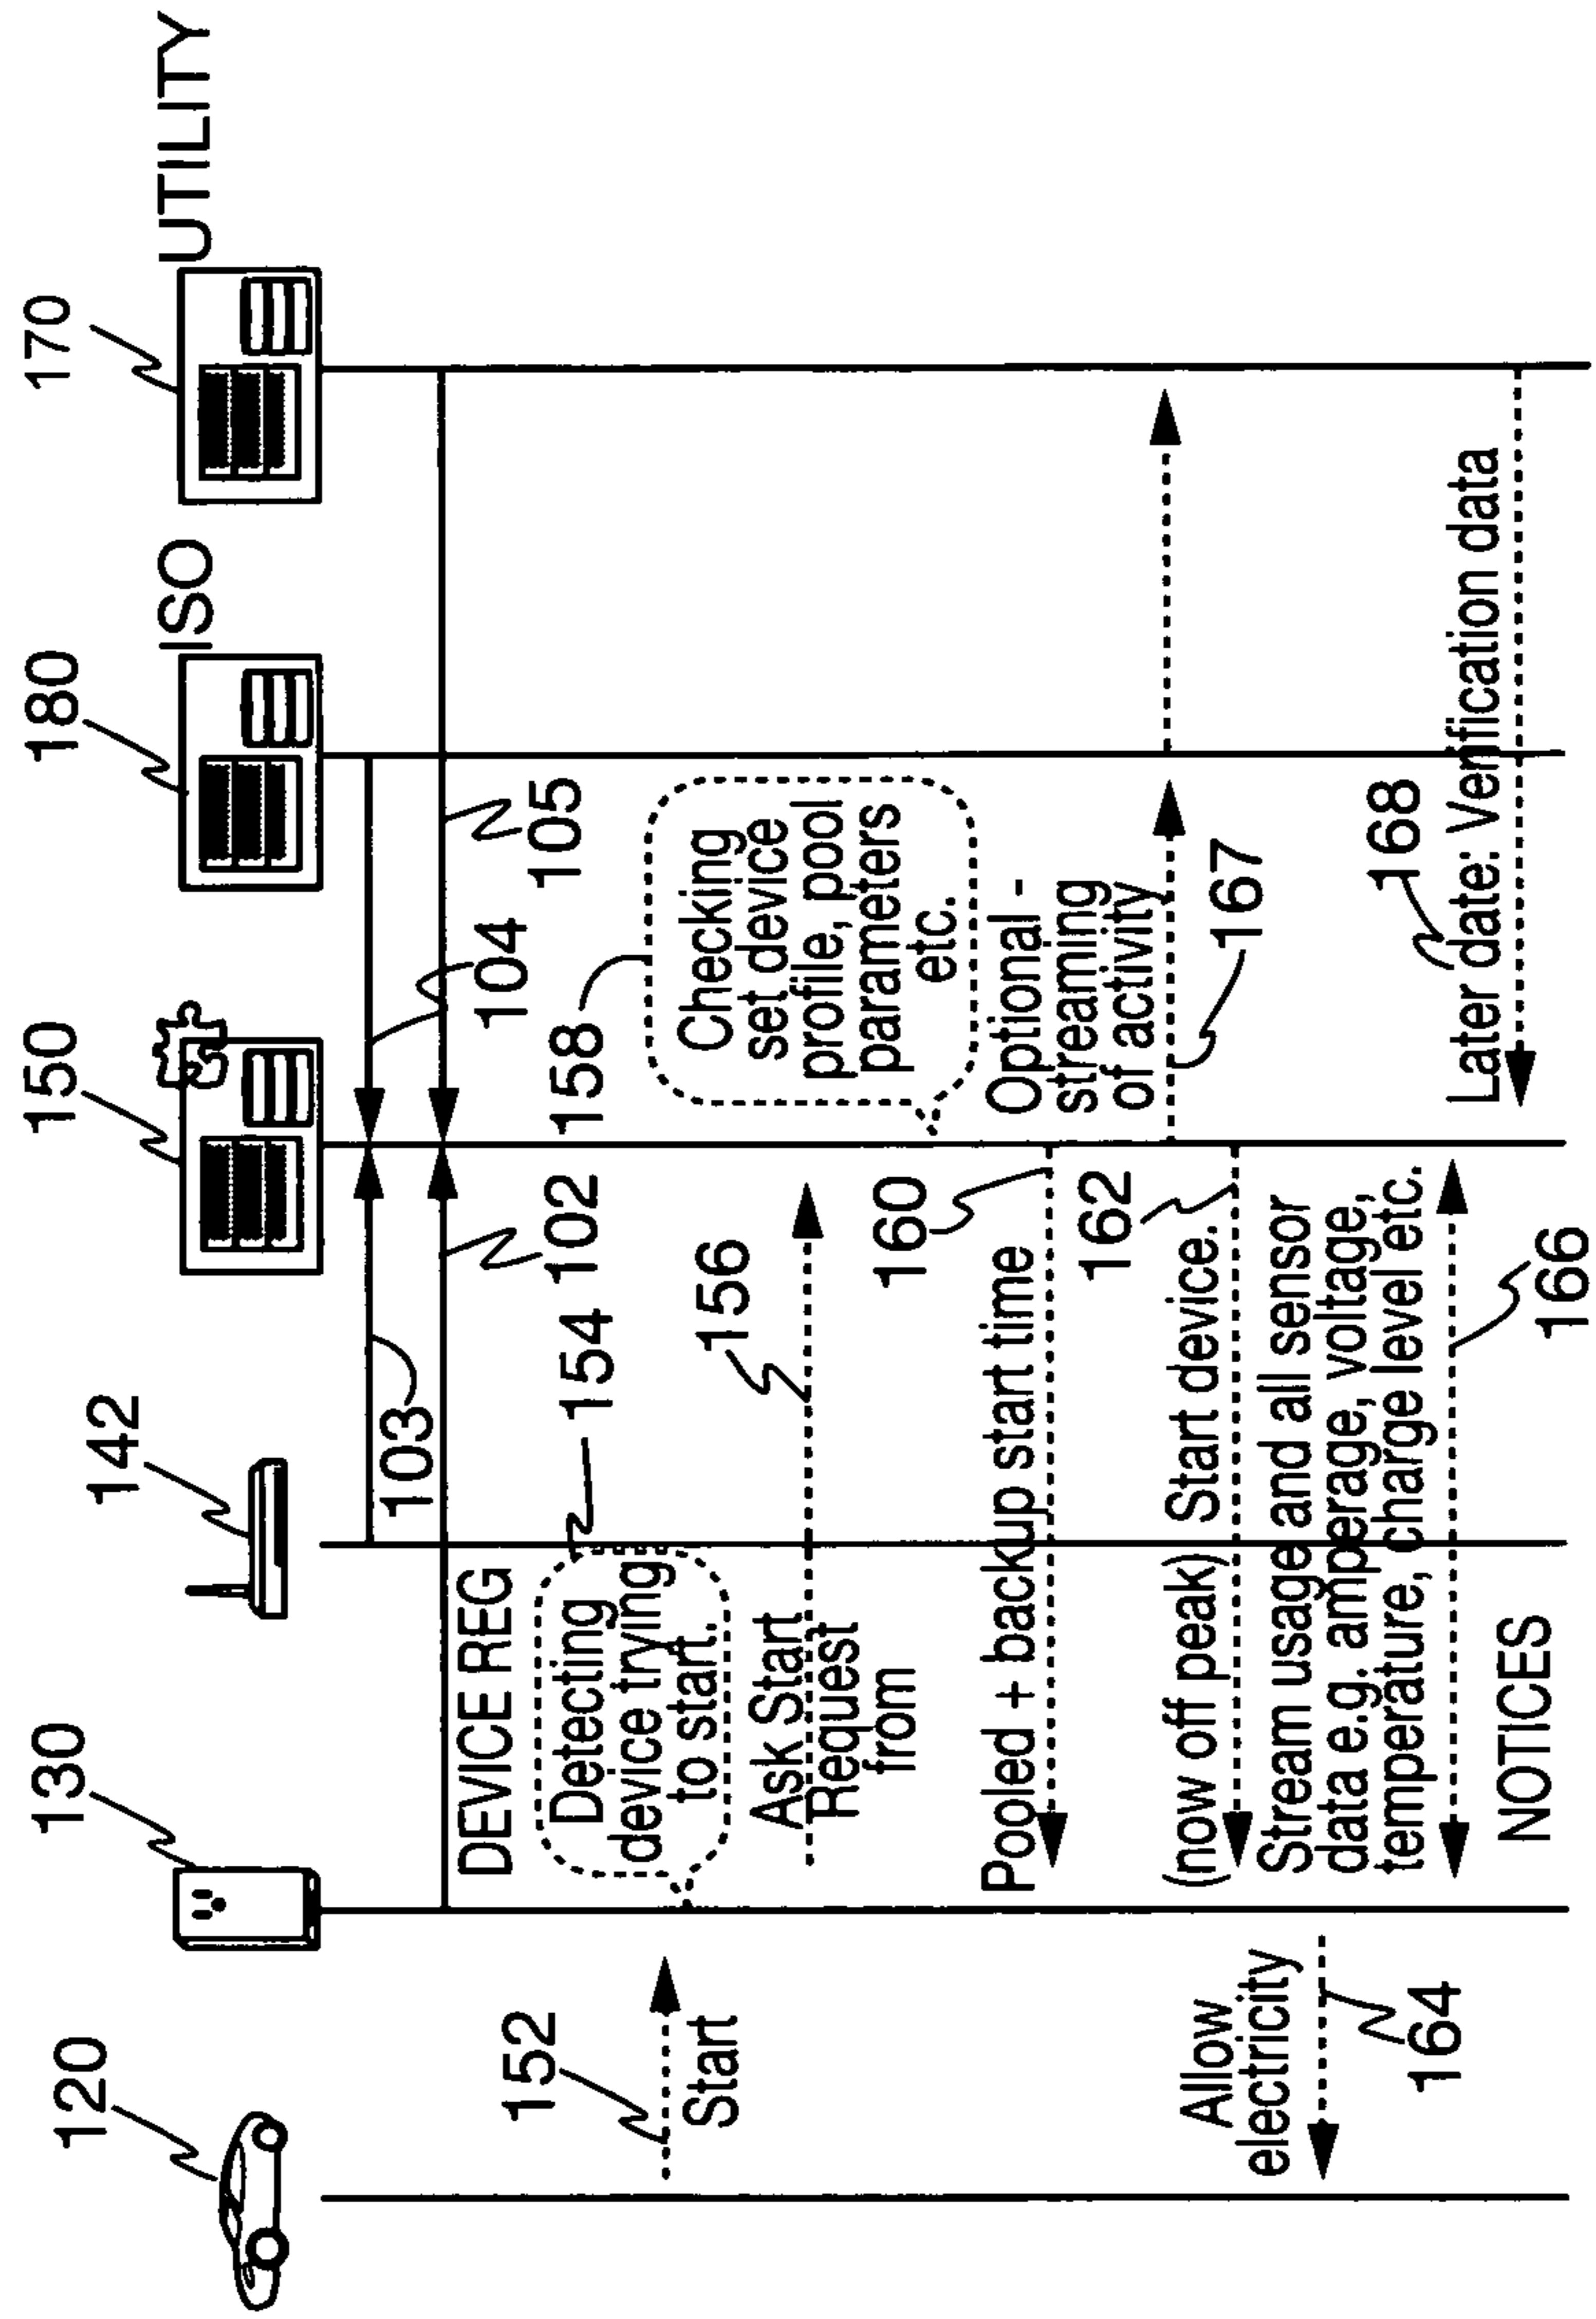 120
130
142
150
180
ISO
170
UTILITY
103
104
102
105
DEVICE REG
152
Start
154
Detecting
device trying
to start.
156
Ask Start
Request
from
158
Checking
set device
profile, pool
parameters
etc.
160
Pooled + backup start time
Optional -
streaming
of activity
167
162
(now off peak) Start device.
Allow
electricity
164
Stream usage and all sensor
data e.g. amperage, voltage,
temperature, charge level etc.
166
NOTICES
168
Later date: Verification data